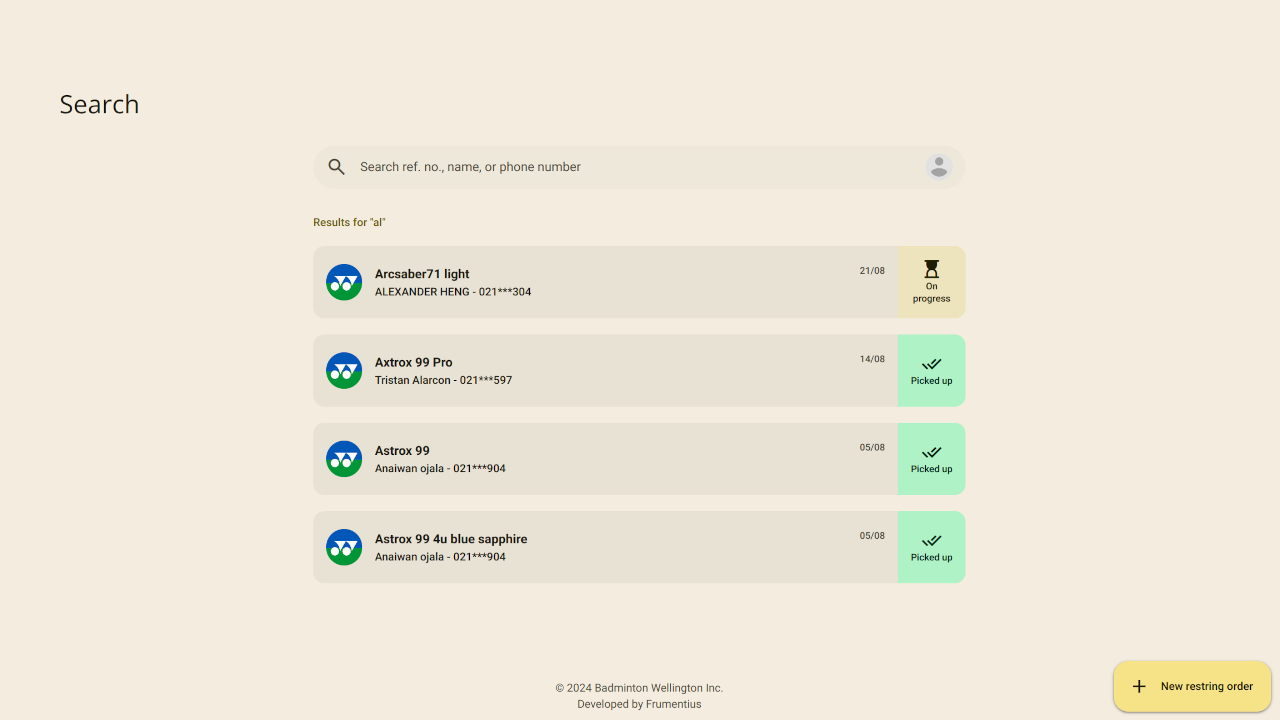 Search
Search ref. no., name, or phone number
Results for "al"
Arcsaber71 light
ALEXANDER HENG - 021***304
21/08
On
progress
Axtrox 99 Pro
Tristan Alarcon - 021***597
14/08
Picked up
Astrox 99
Anaiwan ojala - 021***904
05/08
Picked up
Astrox 99 4u blue sapphire
Anaiwan ojala - 021***904
05/08
Picked up
© 2024 Badminton Wellington Inc.
Developed by Frumentius
New restring order